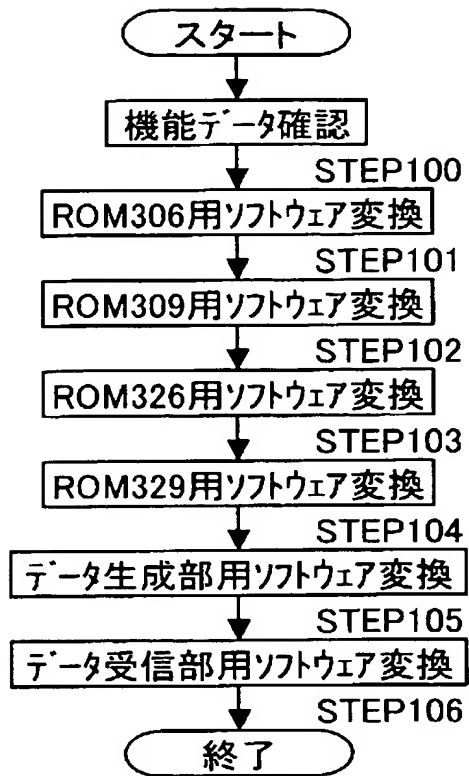 スタート
機能データ確認
STEP100
ROM306用ソフトウェア変換
STEP101
ROM309用ソフトウェア変換
STEP102
ROM326用ソフトウェア変換
STEP103
ROM329用ソフトウェア変換
STEP104
データ生成部用ソフトウェア変換
STEP105
データ受信部用ソフトウェア変換
STEP106
終了